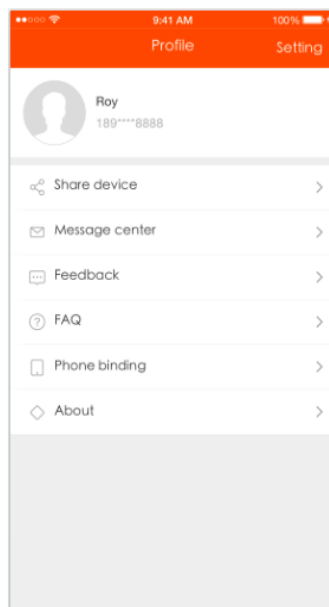 9:41 AM 100%
Profile Setting
Roy
189****8888
Share device
Message center
Feedback
FAQ
Phone binding
About